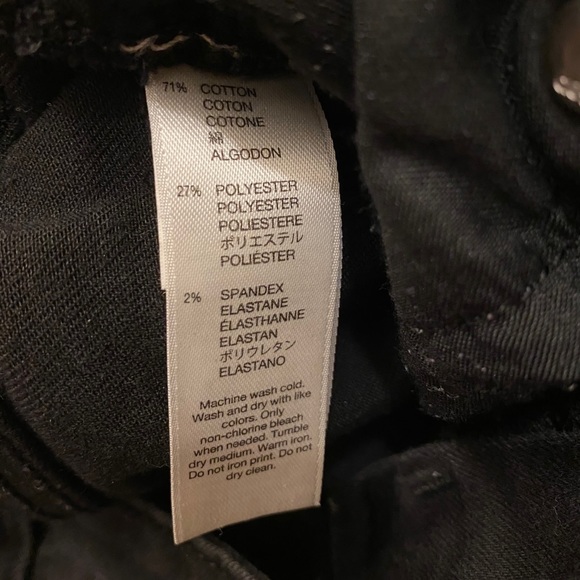 71% COTTON
COTON
COTONE
綿
ALGODON
27% POLYESTER
POLYESTER
POLIESTERE
ポリエステル
POLIÉSTER
2% SPANDEX
ELASTANE
ÉLASTHANNE
ELASTAN
ポリウレタン
ELASTANO
Machine wash cold.
Wash and dry with like
colors. Only
non-chlorine bleach
when needed. Tumble
dry medium. Warm iron.
Do not iron print. Do not
dry clean.